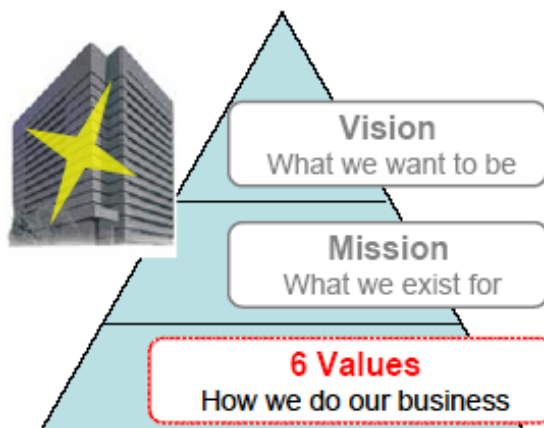 Vision
What we want to be
Mission
What we exist for
6 Values
How we do our business